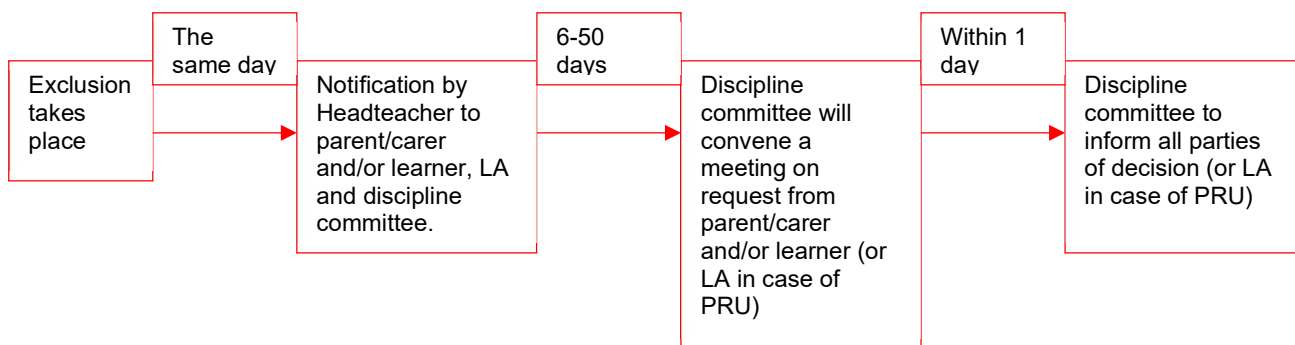 Exclusion
takes
place
The
same day
Notification by
Headteacher to
parent/carer
and/or learner, LA
and discipline
committee.
6-50
days
Discipline
committee will
convene a
meeting on
request from
parent/carer
and/or learner (or
LA in case of
PRU)
Within 1
day
Discipline
committee to
inform all parties
of decision (or LA
in case of PRU)